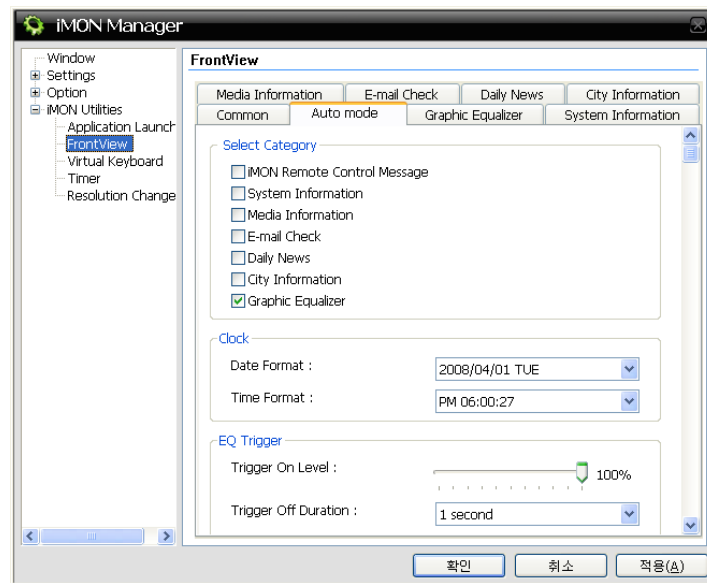 iMON Manager
Window
Settings
Option
iMON Utilities
Application Launch
FrontView
Virtual Keyboard
Timer
Resolution Change
FrontView
Media Information E-mail Check Daily News City Information
Common Auto mode Graphic Equalizer System Information
Select Category
iMON Remote Control Message
System Information
Media Information
E-mail Check
Daily News
City Information
Graphic Equalizer
Clock
Date Format : 2008/04/01 TUE
Time Format : PM 06:00:27
EQ Trigger
Trigger On Level : 100%
Trigger Off Duration : 1 second
확인 취소 적용(A)